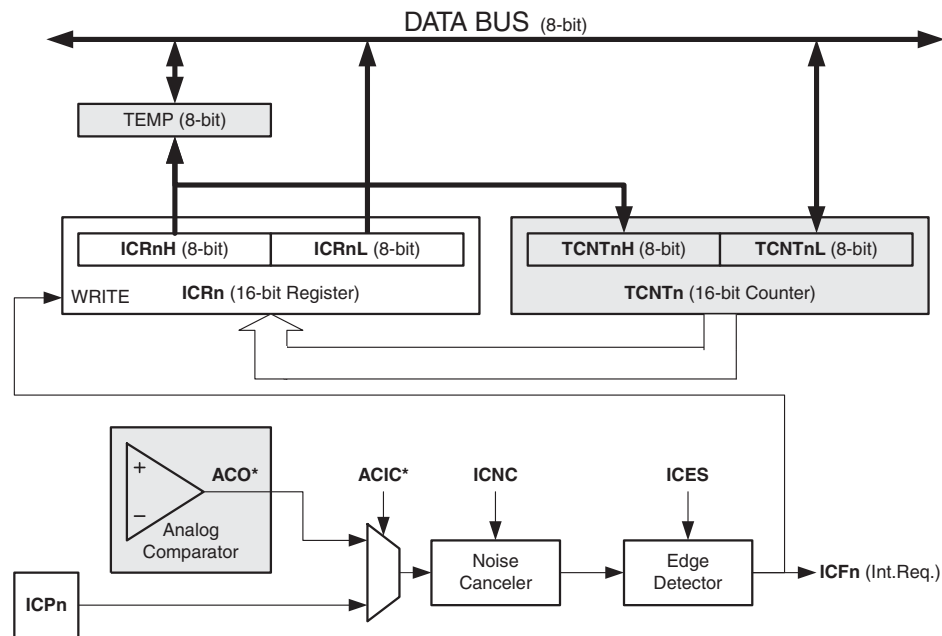 DATA BUS (8-bit)
TEMP (8-bit)
ICRnH (8-bit) ICRnL (8-bit)
TCNTnH (8-bit) TCNTnL (8-bit)
WRITE ICRn (16-bit Register)
TCNTn (16-bit Counter)
+
−
ACO*
Analog
Comparator
ACIC*
ICNC
ICES
Noise
Canceler
Edge
Detector
ICFn (Int.Req.)
ICPn